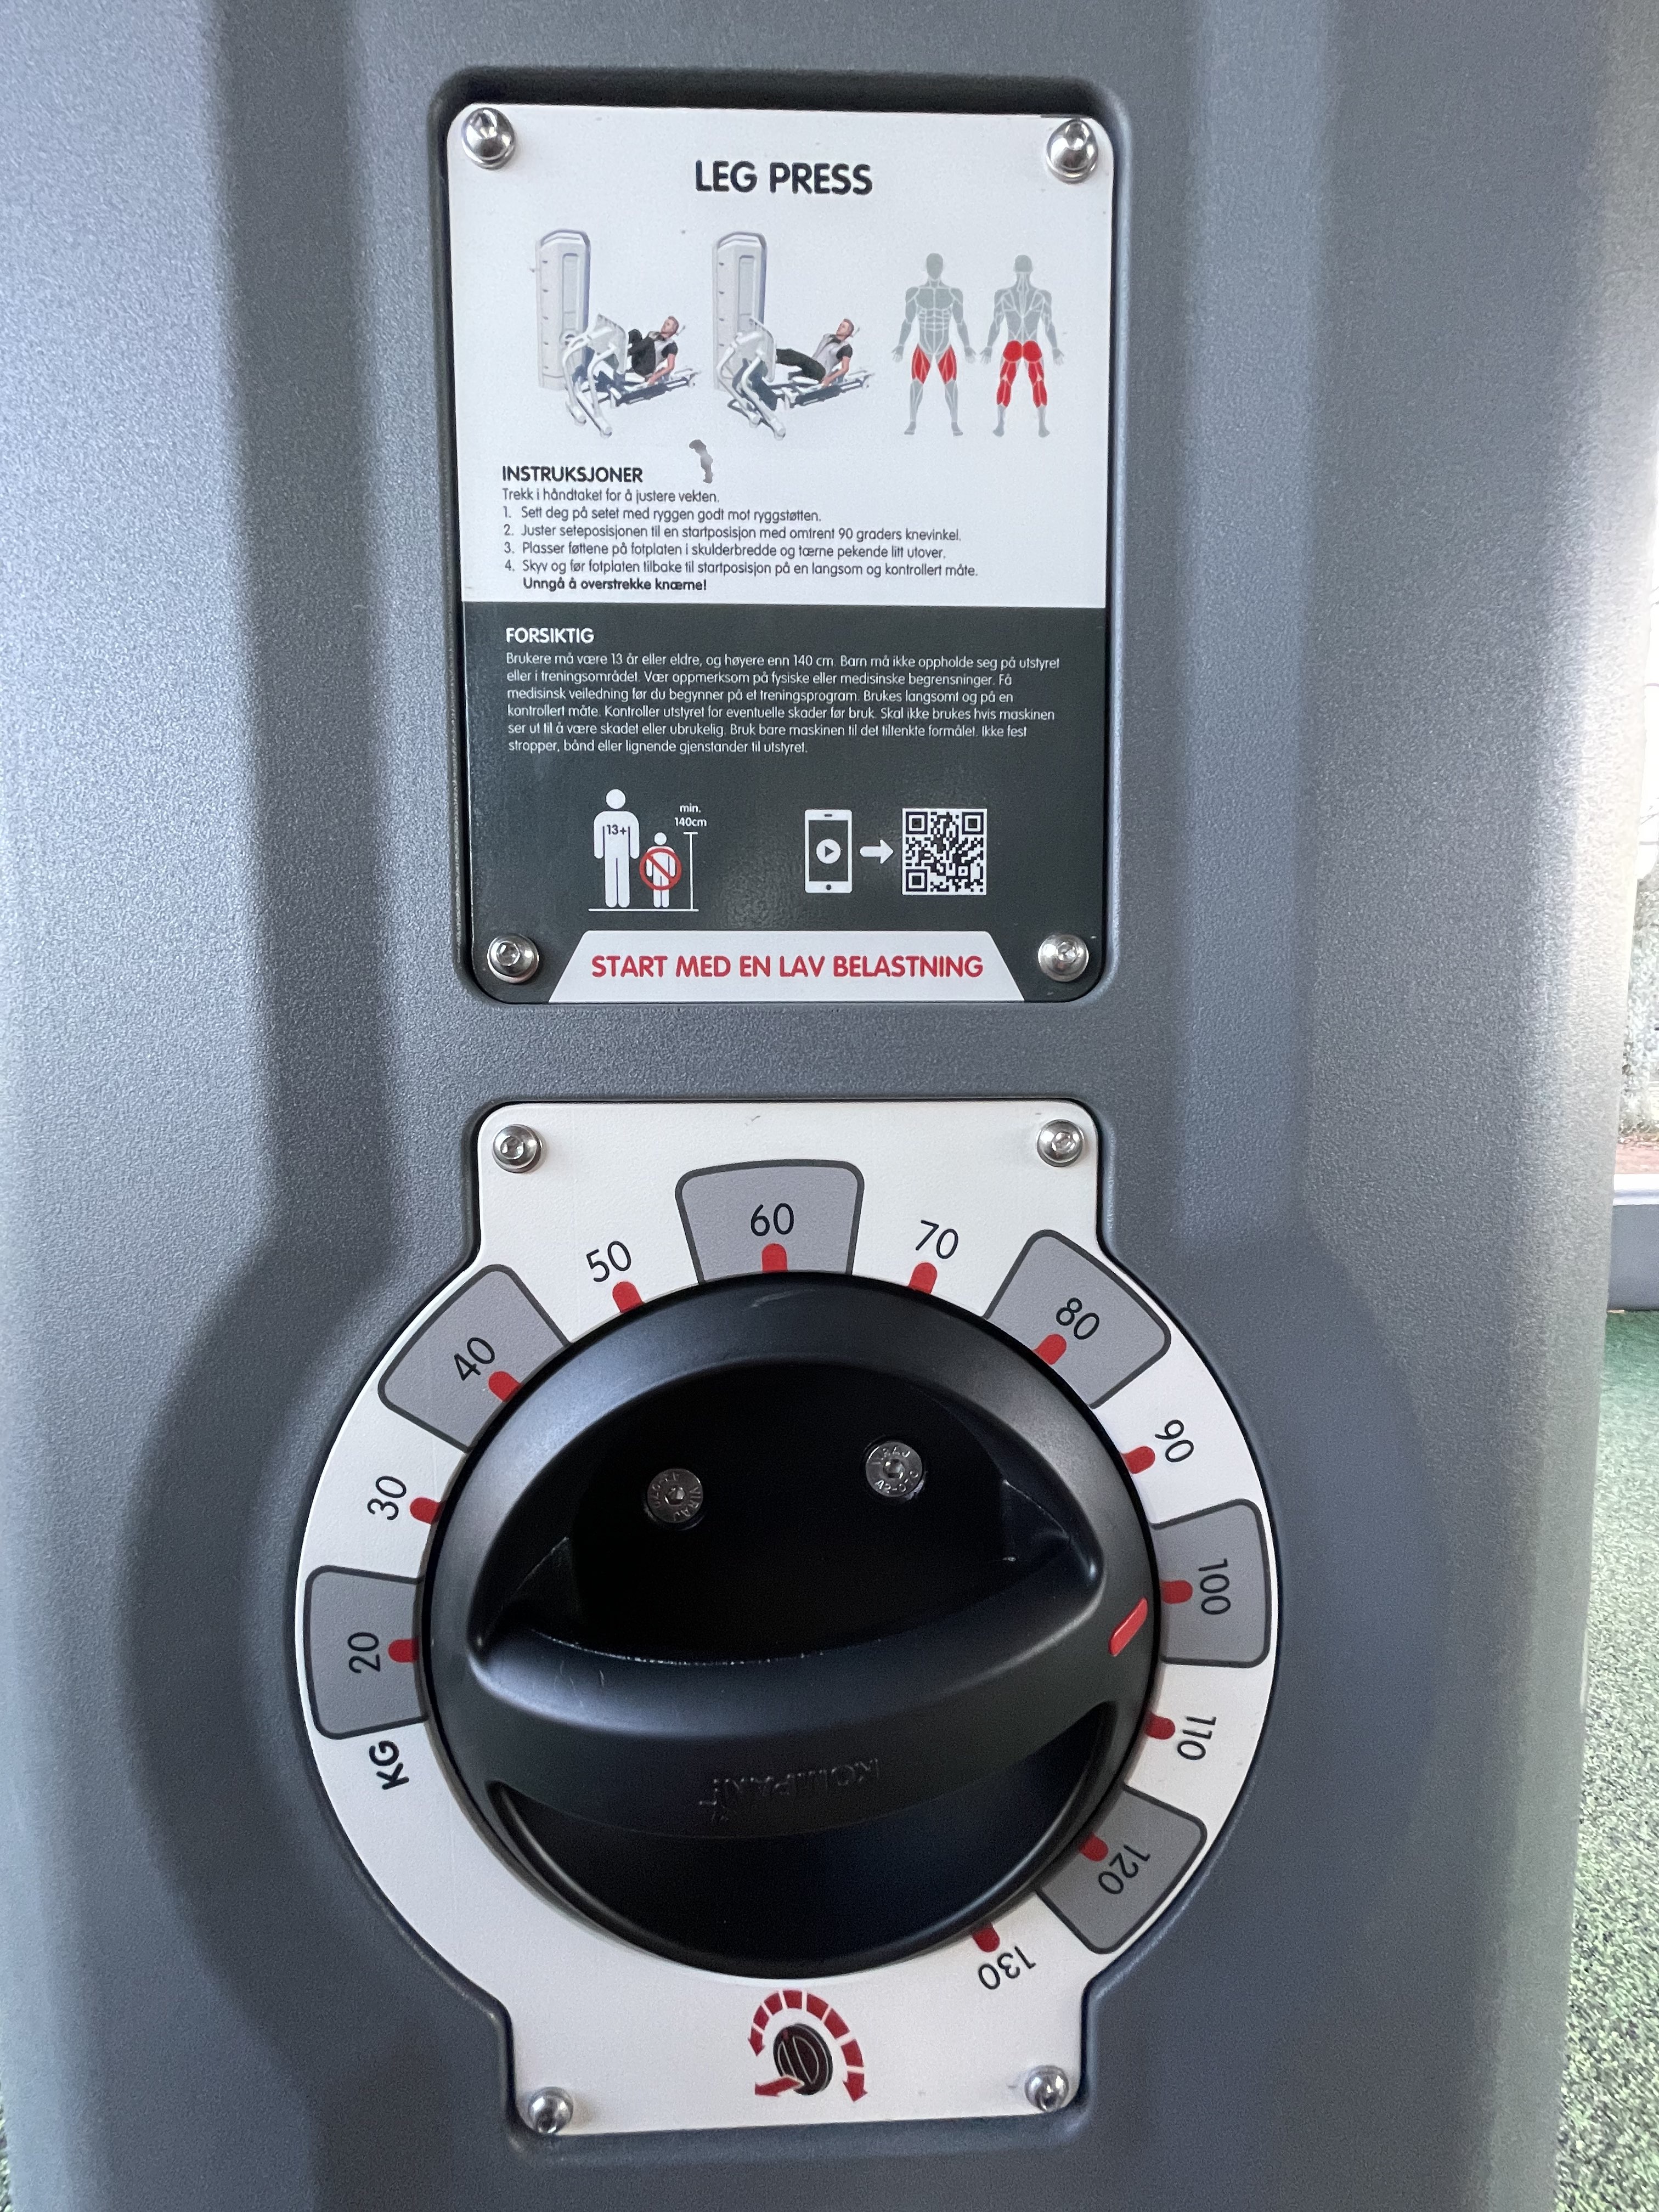 LEG PRESS
INSTRUKSJONER
Trekk i håndtaket for å justere vekten.
1. Sett deg på setet med ryggen godt mot ryggstøtten.
2. Juster seteposisjonen til en startposisjon med omtrent 90 graders knevinkel.
3. Plasser føttene på fotplaten i skulderbredde og tærne pekende litt utover.
4. Skyv og før fotplaten tilbake til startposisjon på en langsom og kontrollert måte.
Unngå å overstrekke knærne!
FORSIKTIG
Brukere må være 13 år eller eldre, og høyere enn 140 cm. Barn må ikke oppholde seg på utstyret
eller i treningsområdet. Vær oppmerksom på fysiske eller medisinske begrensninger. Få
medisinsk veiledning før du begynner på et treningsprogram. Brukes langsomt og på en
kontrollert måte. Kontroller utstyret for eventuelle skader før bruk. Skal ikke brukes hvis maskinen
ser ut til å være skadet eller ubrukelig. Bruk bare maskinen til det tiltenkte formålet. Ikke fest
stropper, bånd eller lignende gjenstander til utstyret.
13+
min.
140cm
START MED EN LAV BELASTNING
KG
20
30
40
50
60
70
80
90
100
110
120
130
KOMPAN